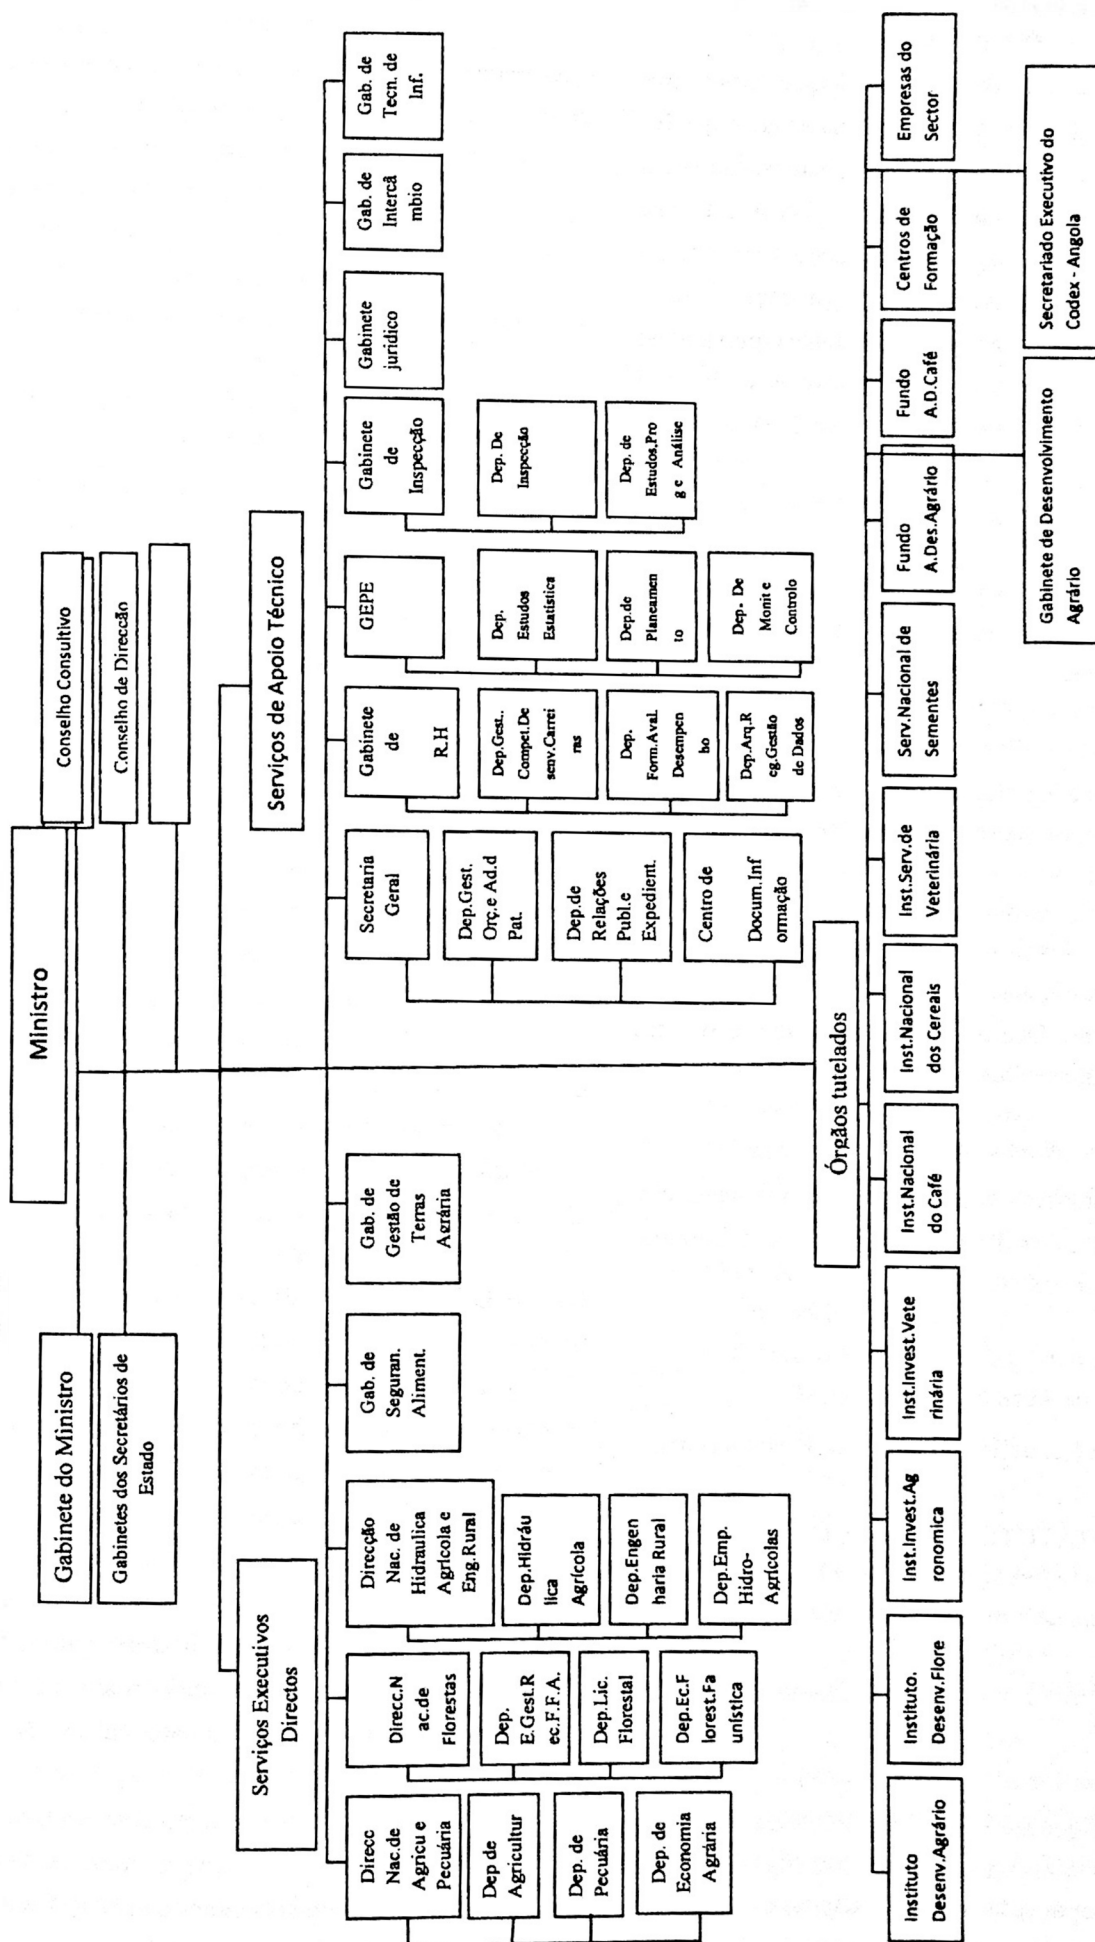 Ministro
Gabinete do Ministro
Conselho Consultivo
Gabinetes dos Secretários de
Estado
Conselho de Direccão
Serviços Executivos
Directos
Serviços de Apoio Técnico
Direcc
Nac.de
Agricu e
Pecuária
Dep de
Agricultur
Dep. de
Pecuária
Dep. de
Economia
Agrária
Direcc.N
ac.de
Florestas
Dep.
E.Gest.R
ec.F.F.A.
Dep.Lic.
Florestal
Dep.Ec.F
lorest.Fa
unística
Direcção
Nac. de
Hidraulica
Agrícola e
Eng.Rural
Dep.Hidráu
lica
Agrícola
Dep.Engen
haria Rural
Dep.Emp.
Hidro-
Agrícolas
Gab. de
Seguran.
Aliment.
Gab. de
Gestão de
Terras
Agrária
Secretaria
Geral
Dep.Gest.
Orç.e Ad.d
Pat.
Dep.de
Relações
Publ.e
Expedient.
Centro de
Docum.Inf
ormação
Gabinete
de
R.H
Dep.Gest..
Compet.De
senv.Carrei
ras
Dep.
Form.Aval.
Desempen
ho
Dep.Arq.R
eg.Gestão
de Dados
GEPE
Dep.
Estudos
Estatística
Dep.de
Planeamen
to
Dep. De
Monit e
Controlo
Gabinete
de
Inspecção
Dep. De
Inspecção
Dep. de
Estudos,Pro
g e Análise
Gabinete
juridico
Gab. de
Intercâ
mbio
Gab. de
Tecn. de
Inf.
Órgãos tutelados
Instituto
Desenv.Agrário
Instituto.
Desenv.Flore
Inst.Invest.Ag
ronomica
Inst.Invest.Vete
rinária
Inst.Nacional
do Café
Inst.Nacional
dos Cereais
Inst.Serv.de
Veterinária
Serv.Nacional de
Sementes
Fundo
A.Des.Agrário
Fundo
A.D.Café
Centros de
Formação
Empresas do
Sector
Gabinete de Desenvolvimento
Agrário
Secretariado Executivo do
Codex - Angola